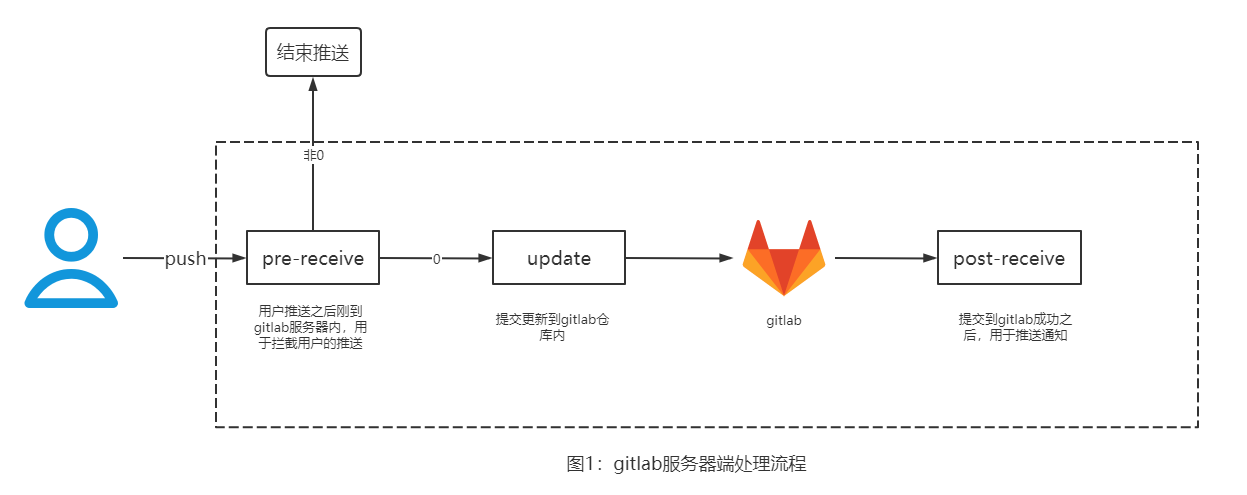 结束推送
非0
push
pre-receive
0
update
post-receive
用户推送之后刚到
gitlab服务器内，用
于拦截用户的推送
提交更新到gitlab仓
库内
gitlab
提交到gitlab成功之
后，用于推送通知
图1：gitlab服务器端处理流程